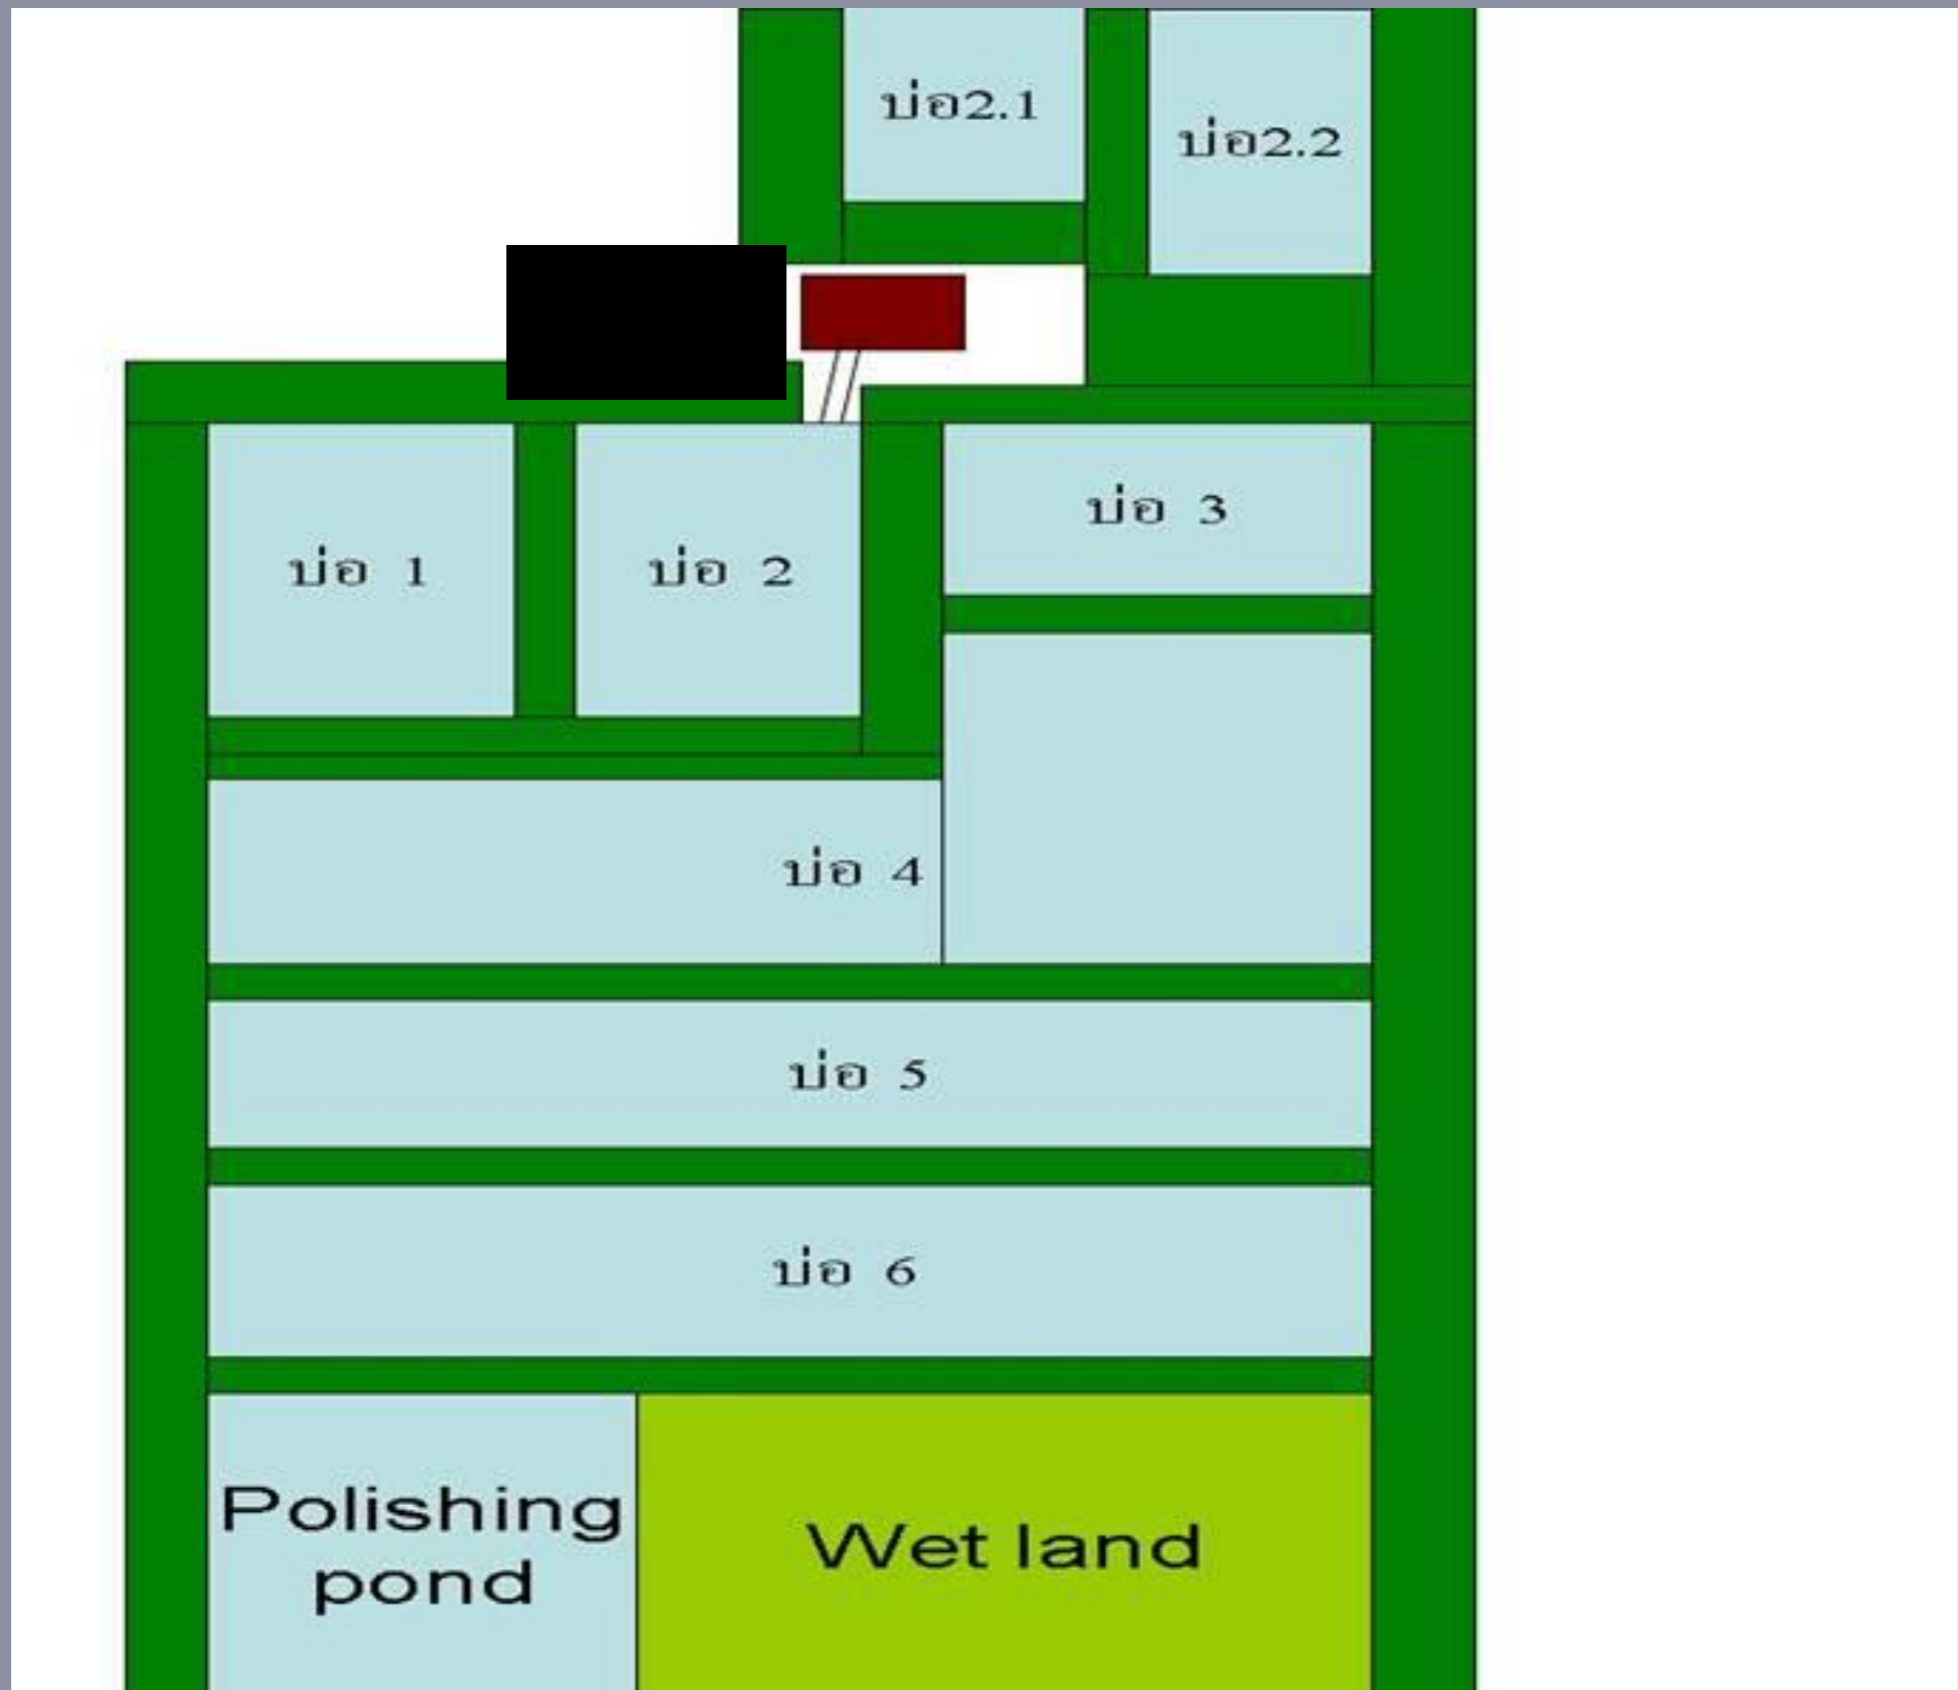 บ่อ2.1
บ่อ2.2
บ่อ 3
บ่อ 1
บ่อ 2
บ่อ 4
บ่อ 5
บ่อ 6
Polishing
pond
Wet land